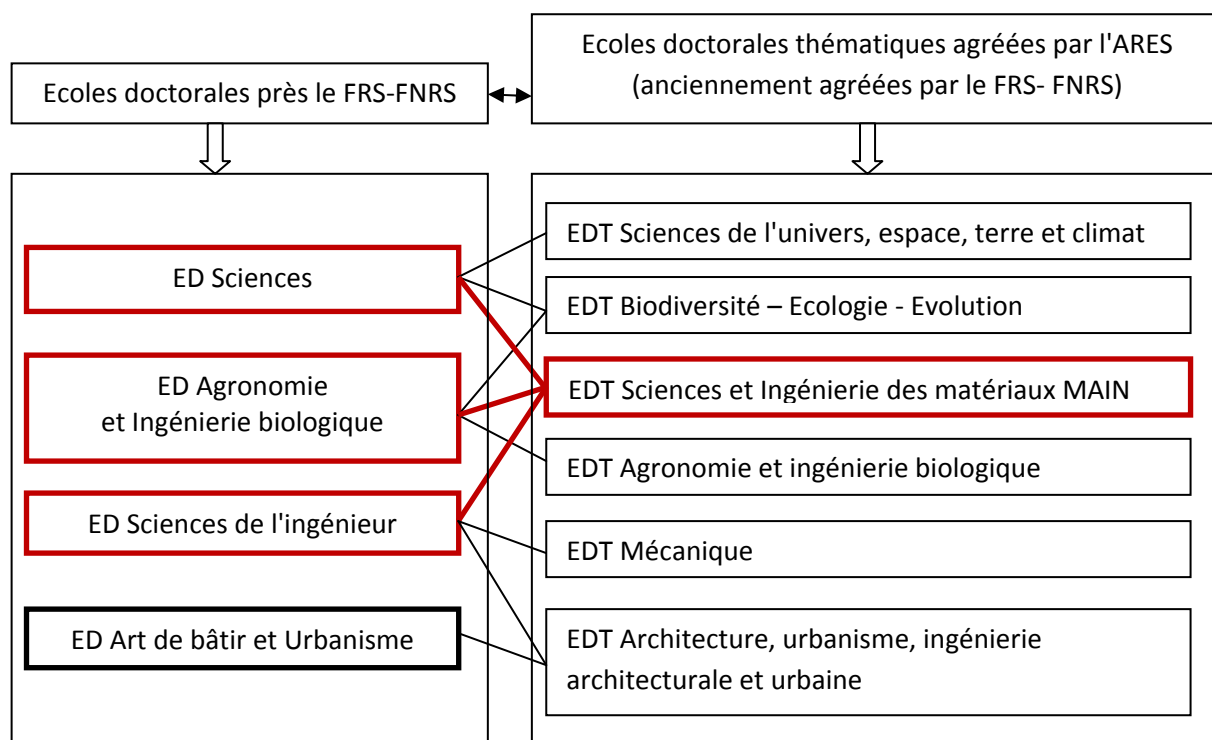 Ecoles doctorales près le FRS-FNRS
Ecoles doctorales thématiques agréées par l'ARES
(anciennement agréées par le FRS- FNRS)
ED Sciences
ED Agronomie
et Ingénierie biologique
ED Sciences de l'ingénieur
ED Art de bâtir et Urbanisme
EDT Sciences de l'univers, espace, terre et climat
EDT Biodiversité – Ecologie - Evolution
EDT Sciences et Ingénierie des matériaux MAIN
EDT Agronomie et ingénierie biologique
EDT Mécanique
EDT Architecture, urbanisme, ingénierie
architecturale et urbaine